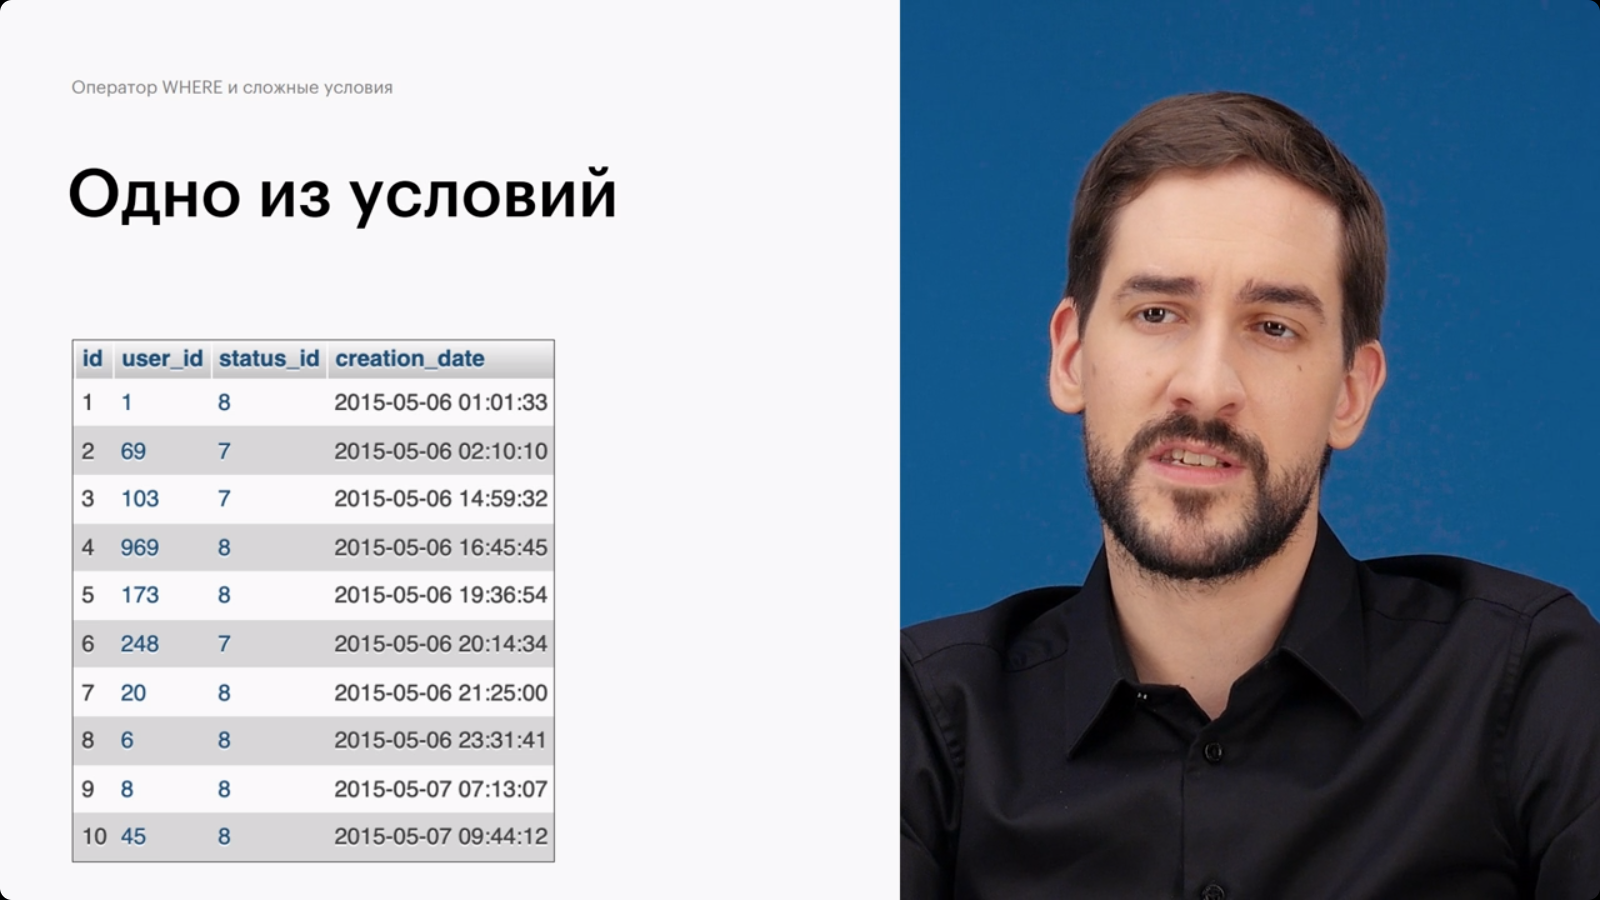 Оператор WHERE и сложные условия
Одно из условий
id user_id status_id creation_date
1 1 8 2015-05-06 01:01:33
2 69 7 2015-05-06 02:10:10
3 103 7 2015-05-06 14:59:32
4 969 8 2015-05-06 16:45:45
5 173 8 2015-05-06 19:36:54
6 248 7 2015-05-06 20:14:34
7 20 8 2015-05-06 21:25:00
8 6 8 2015-05-06 23:31:41
9 8 8 2015-05-07 07:13:07
10 45 8 2015-05-07 09:44:12